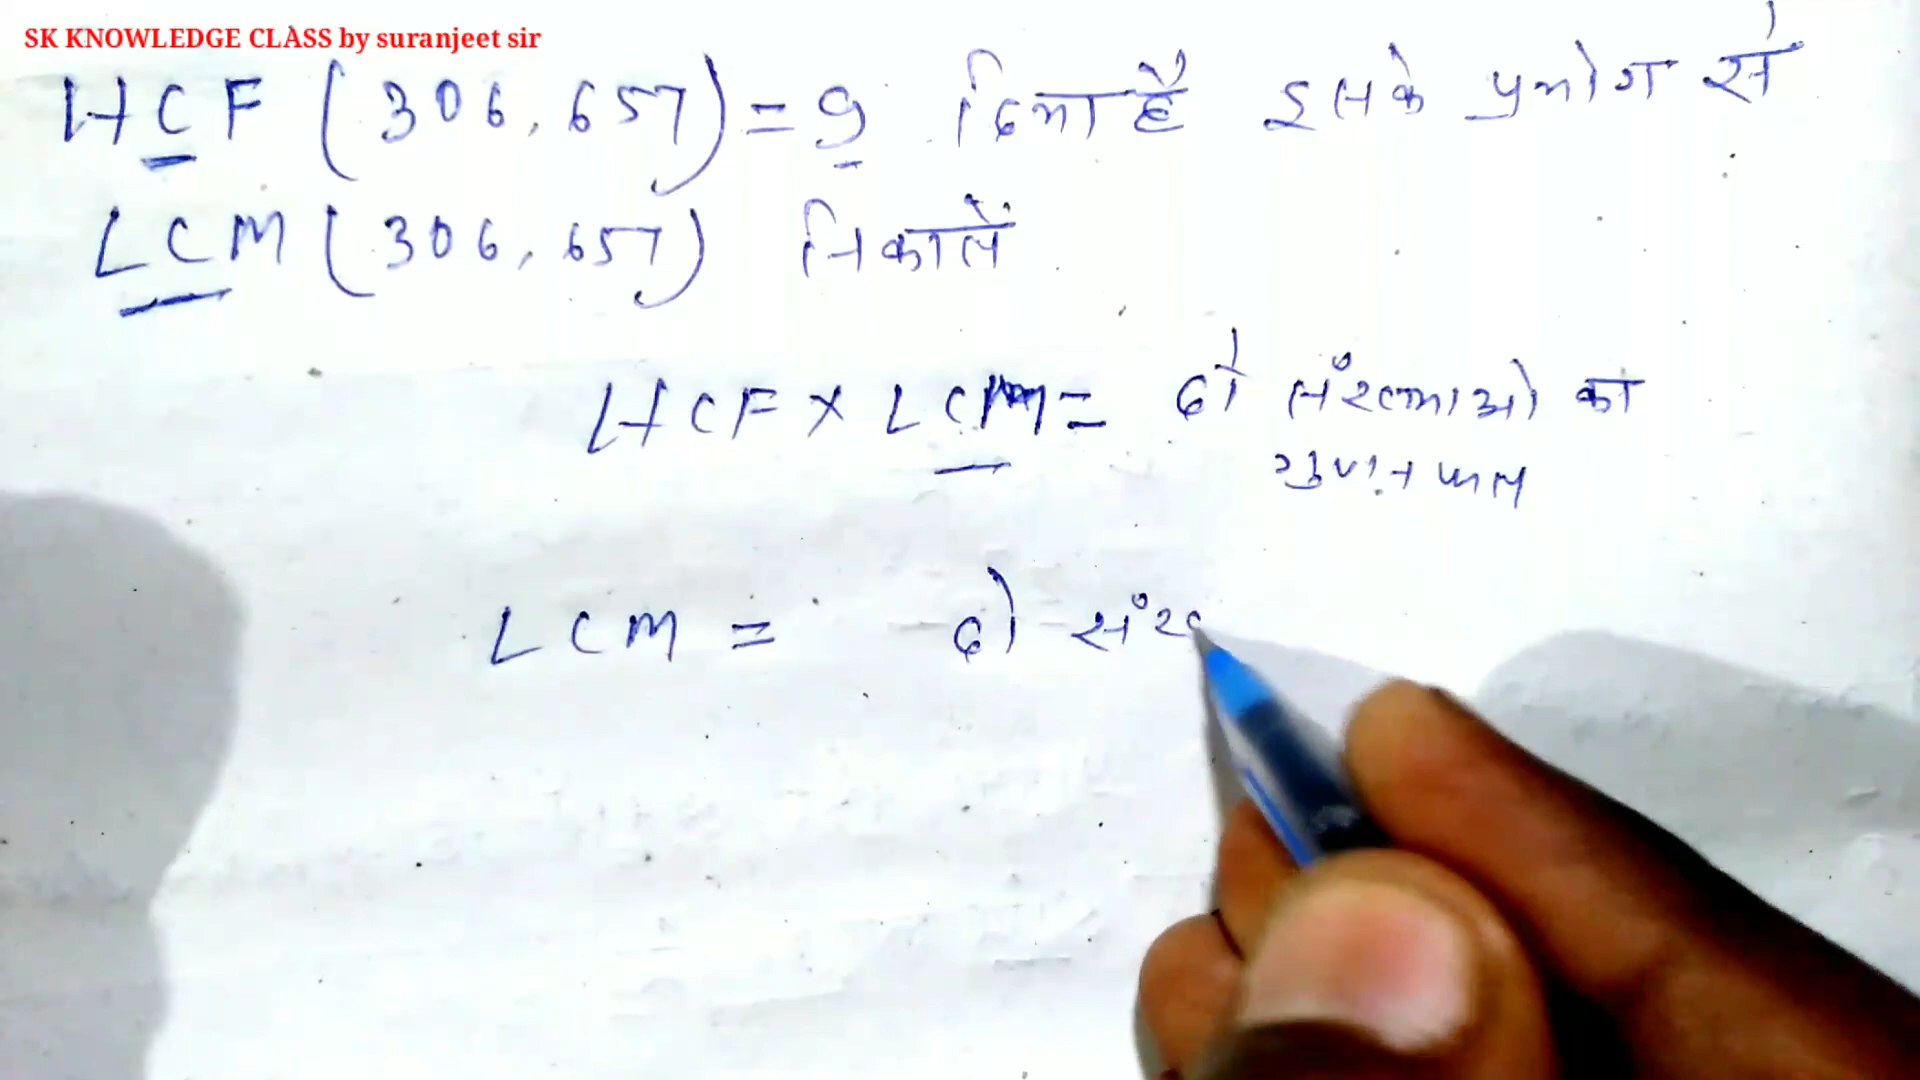 SK KNOWLEDGE CLASS by suranjeet sir
HCF (306, 657) = 9 दिया है इसके प्रयोग से
LCM (306, 657) निकालें
HCF × LCM = दो संख्याओं का
गुणनफल
LCM = दो संख